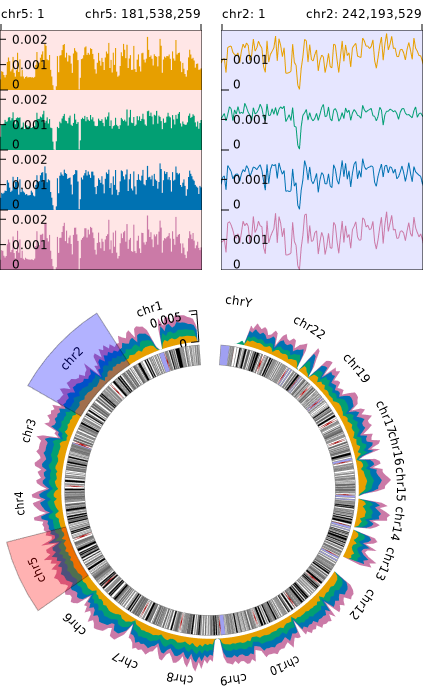 chr5: 1 chr5: 181,538,259 chr2: 1 chr2: 242,193,529
0.002
0.001
0
0.002
0.001
0
0.002
0.001
0
0.002
0.001
0
0.001
0
0.001
0
0.001
0
0.001
0
chr1
0.005
0
chrY
chr22
chr19
chr17
chr16
chr15
chr14
chr13
chr12
chr10
chr9
chr8
chr7
chr6
chr5
chr4
chr3
chr2